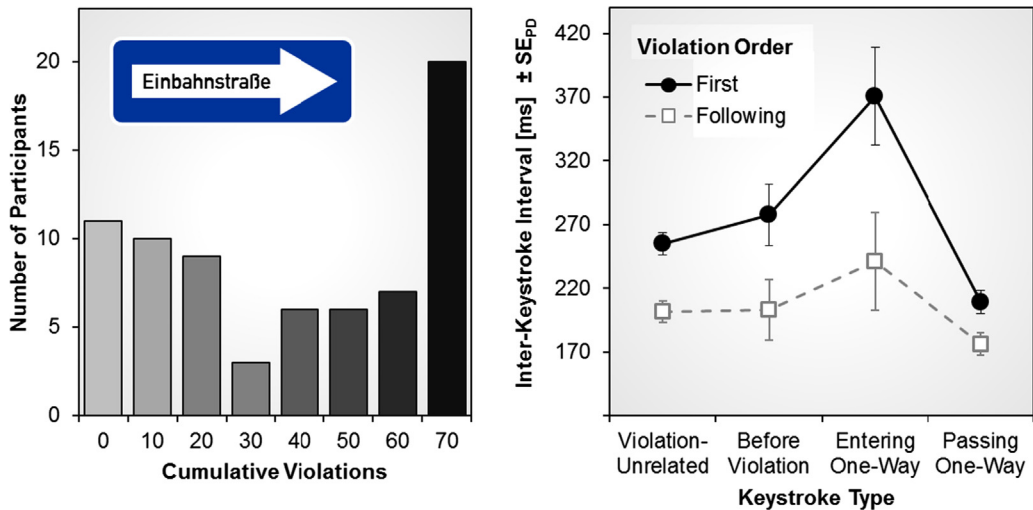 Number of Participants
20
15
10
5
0
Einbahnstraße
0 10 20 30 40 50 60 70
Cumulative Violations
Inter-Keystroke Interval [ms] ± SE_PD
420
370
320
270
220
170
Violation Order
First
Following
Violation-Unrelated
Before Violation
Entering One-Way
Passing One-Way
Keystroke Type